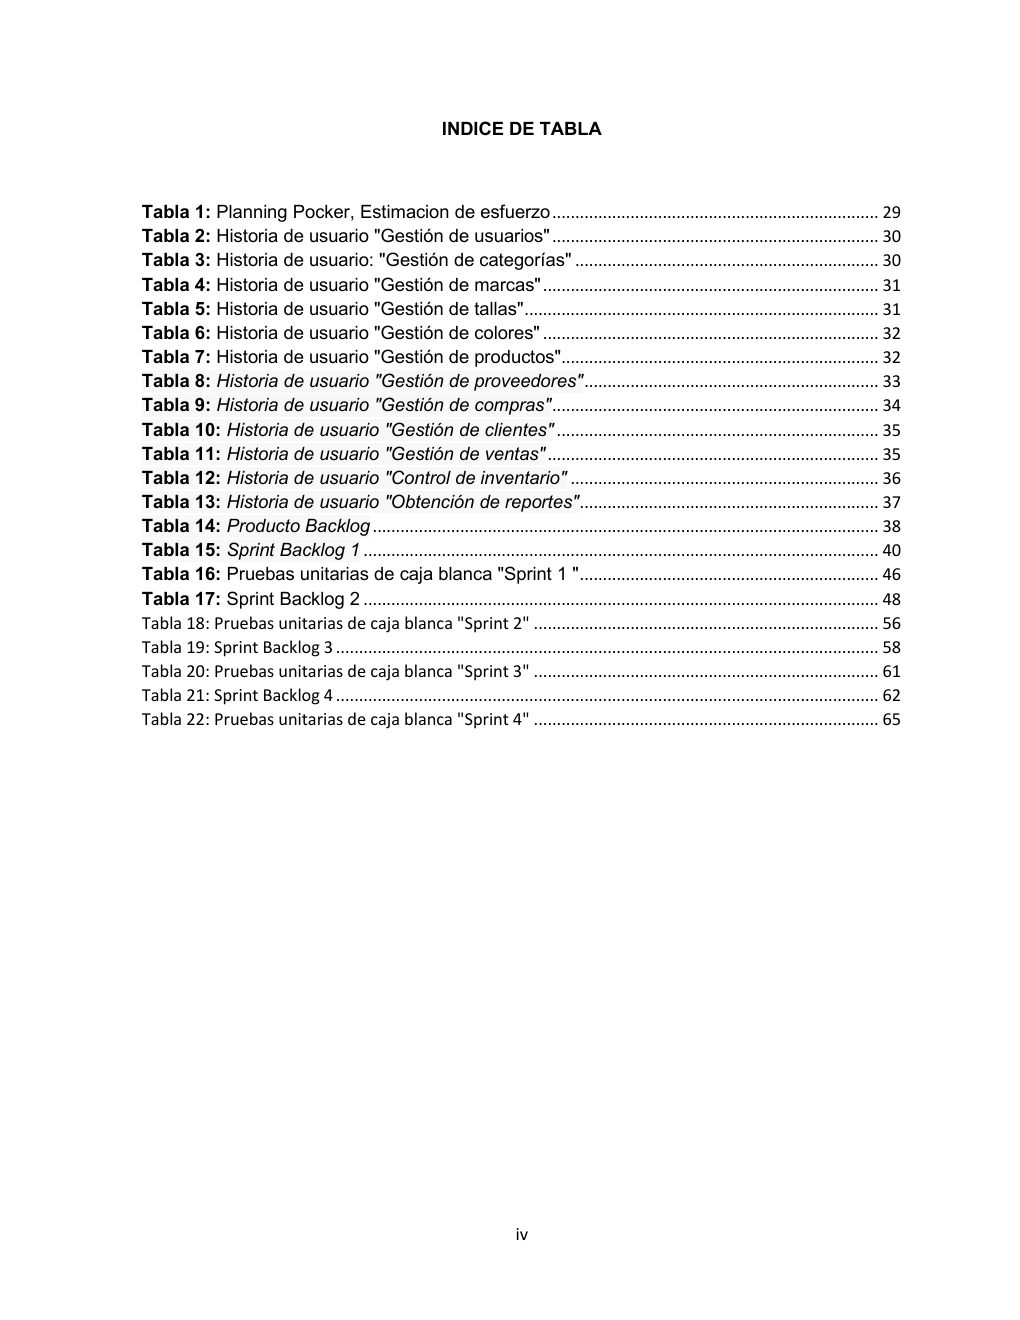 INDICE DE TABLA
Tabla 1: Planning Pocker, Estimacion de esfuerzo....................................................................... 29
Tabla 2: Historia de usuario "Gestión de usuarios"....................................................................... 30
Tabla 3: Historia de usuario: "Gestión de categorías" .................................................................. 30
Tabla 4: Historia de usuario "Gestión de marcas"......................................................................... 31
Tabla 5: Historia de usuario "Gestión de tallas"............................................................................. 31
Tabla 6: Historia de usuario "Gestión de colores" ......................................................................... 32
Tabla 7: Historia de usuario "Gestión de productos"..................................................................... 32
Tabla 8: Historia de usuario "Gestión de proveedores"................................................................ 33
Tabla 9: Historia de usuario "Gestión de compras"....................................................................... 34
Tabla 10: Historia de usuario "Gestión de clientes" ...................................................................... 35
Tabla 11: Historia de usuario "Gestión de ventas"........................................................................ 35
Tabla 12: Historia de usuario "Control de inventario" ................................................................... 36
Tabla 13: Historia de usuario "Obtención de reportes"................................................................. 37
Tabla 14: Producto Backlog.............................................................................................................. 38
Tabla 15: Sprint Backlog 1 ................................................................................................................ 40
Tabla 16: Pruebas unitarias de caja blanca "Sprint 1 "................................................................. 46
Tabla 17: Sprint Backlog 2 ................................................................................................................ 48
Tabla 18: Pruebas unitarias de caja blanca "Sprint 2" ........................................................................... 56
Tabla 19: Sprint Backlog 3 ...................................................................................................................... 58
Tabla 20: Pruebas unitarias de caja blanca "Sprint 3" ........................................................................... 61
Tabla 21: Sprint Backlog 4 ...................................................................................................................... 62
Tabla 22: Pruebas unitarias de caja blanca "Sprint 4" ........................................................................... 65
iv